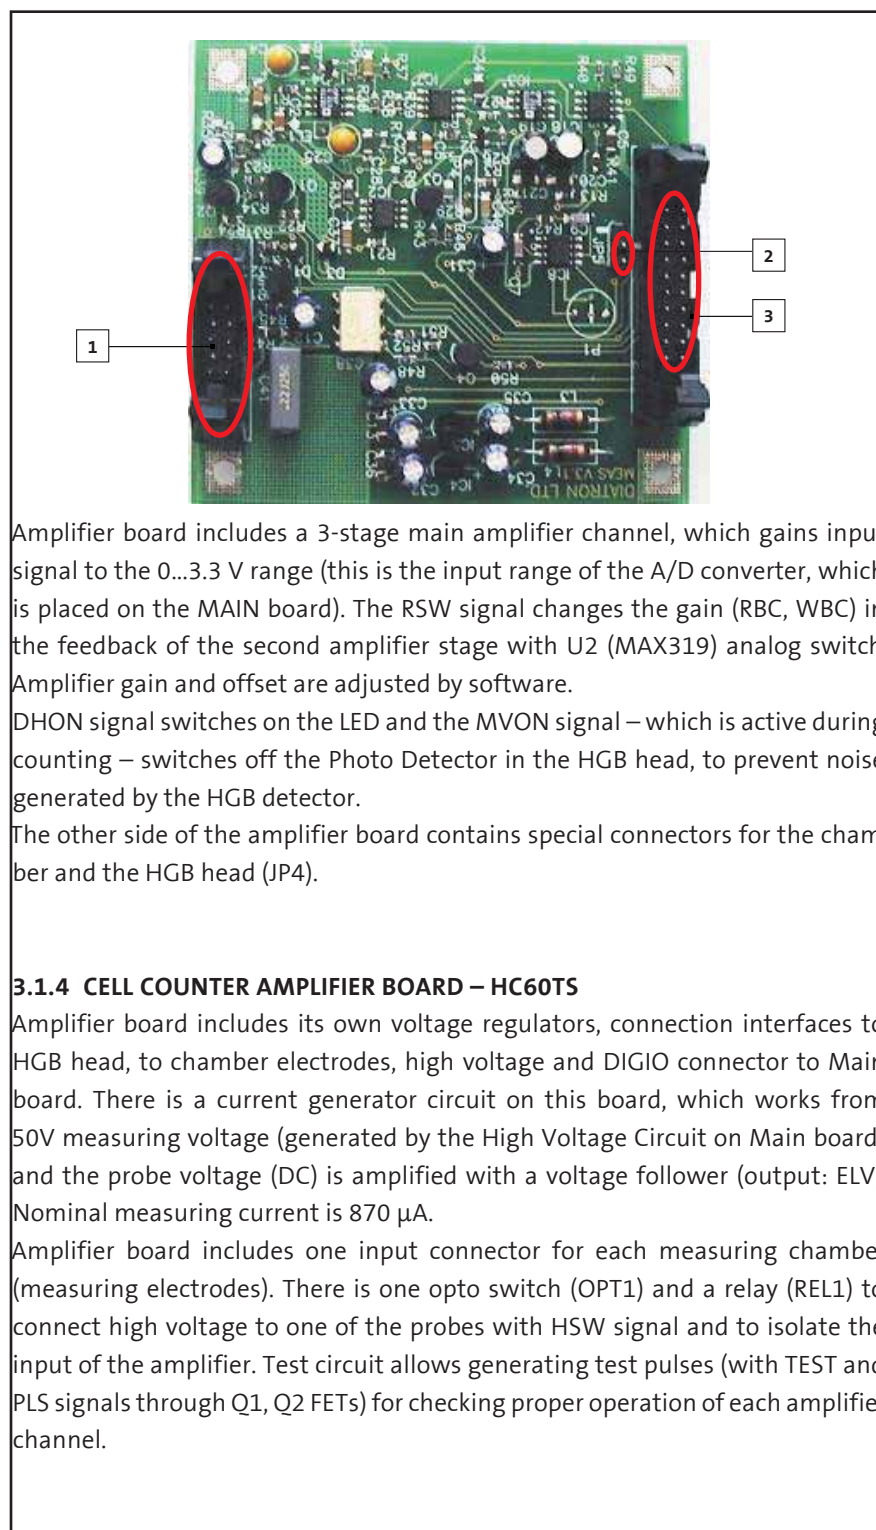 2
3
1
DIATRON LTD
MEAS V3.1
Amplifier board includes a 3-stage main amplifier channel, which gains inpu
signal to the 0...3.3 V range (this is the input range of the A/D converter, which
is placed on the MAIN board). The RSW signal changes the gain (RBC, WBC) in
the feedback of the second amplifier stage with U2 (MAX319) analog switch
Amplifier gain and offset are adjusted by software.
DHON signal switches on the LED and the MVON signal – which is active during
counting – switches off the Photo Detector in the HGB head, to prevent noise
generated by the HGB detector.
The other side of the amplifier board contains special connectors for the cham
ber and the HGB head (JP4).
3.1.4 CELL COUNTER AMPLIFIER BOARD – HC60TS
Amplifier board includes its own voltage regulators, connection interfaces to
HGB head, to chamber electrodes, high voltage and DIGIO connector to Main
board. There is a current generator circuit on this board, which works from
50V measuring voltage (generated by the High Voltage Circuit on Main board
and the probe voltage (DC) is amplified with a voltage follower (output: ELV
Nominal measuring current is 870 µA.
Amplifier board includes one input connector for each measuring chambe
(measuring electrodes). There is one opto switch (OPT1) and a relay (REL1) to
connect high voltage to one of the probes with HSW signal and to isolate the
input of the amplifier. Test circuit allows generating test pulses (with TEST and
PLS signals through Q1, Q2 FETs) for checking proper operation of each amplifie
channel.